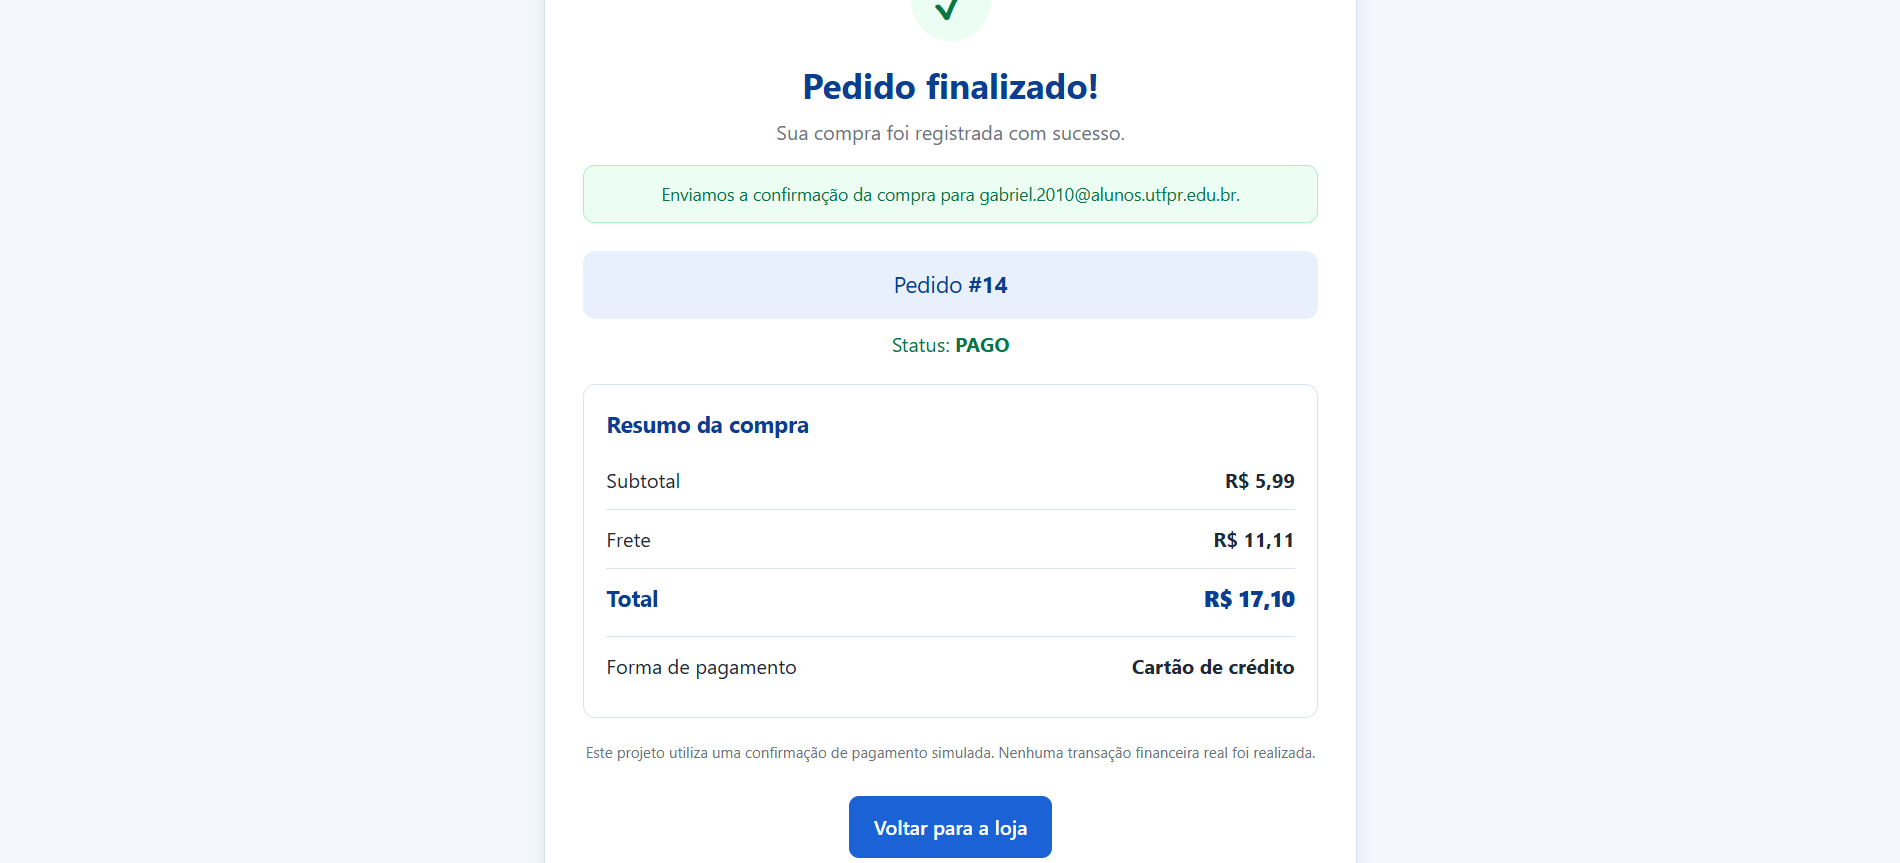 Pedido finalizado!
Sua compra foi registrada com sucesso.
Enviamos a confirmação da compra para gabriel.2010@alunos.utfpr.edu.br.
Pedido #14
Status: PAGO
Resumo da compra
Subtotal R$ 5,99
Frete R$ 11,11
Total R$ 17,10
Forma de pagamento Cartão de crédito
Este projeto utiliza uma confirmação de pagamento simulada. Nenhuma transação financeira real foi realizada.
Voltar para a loja